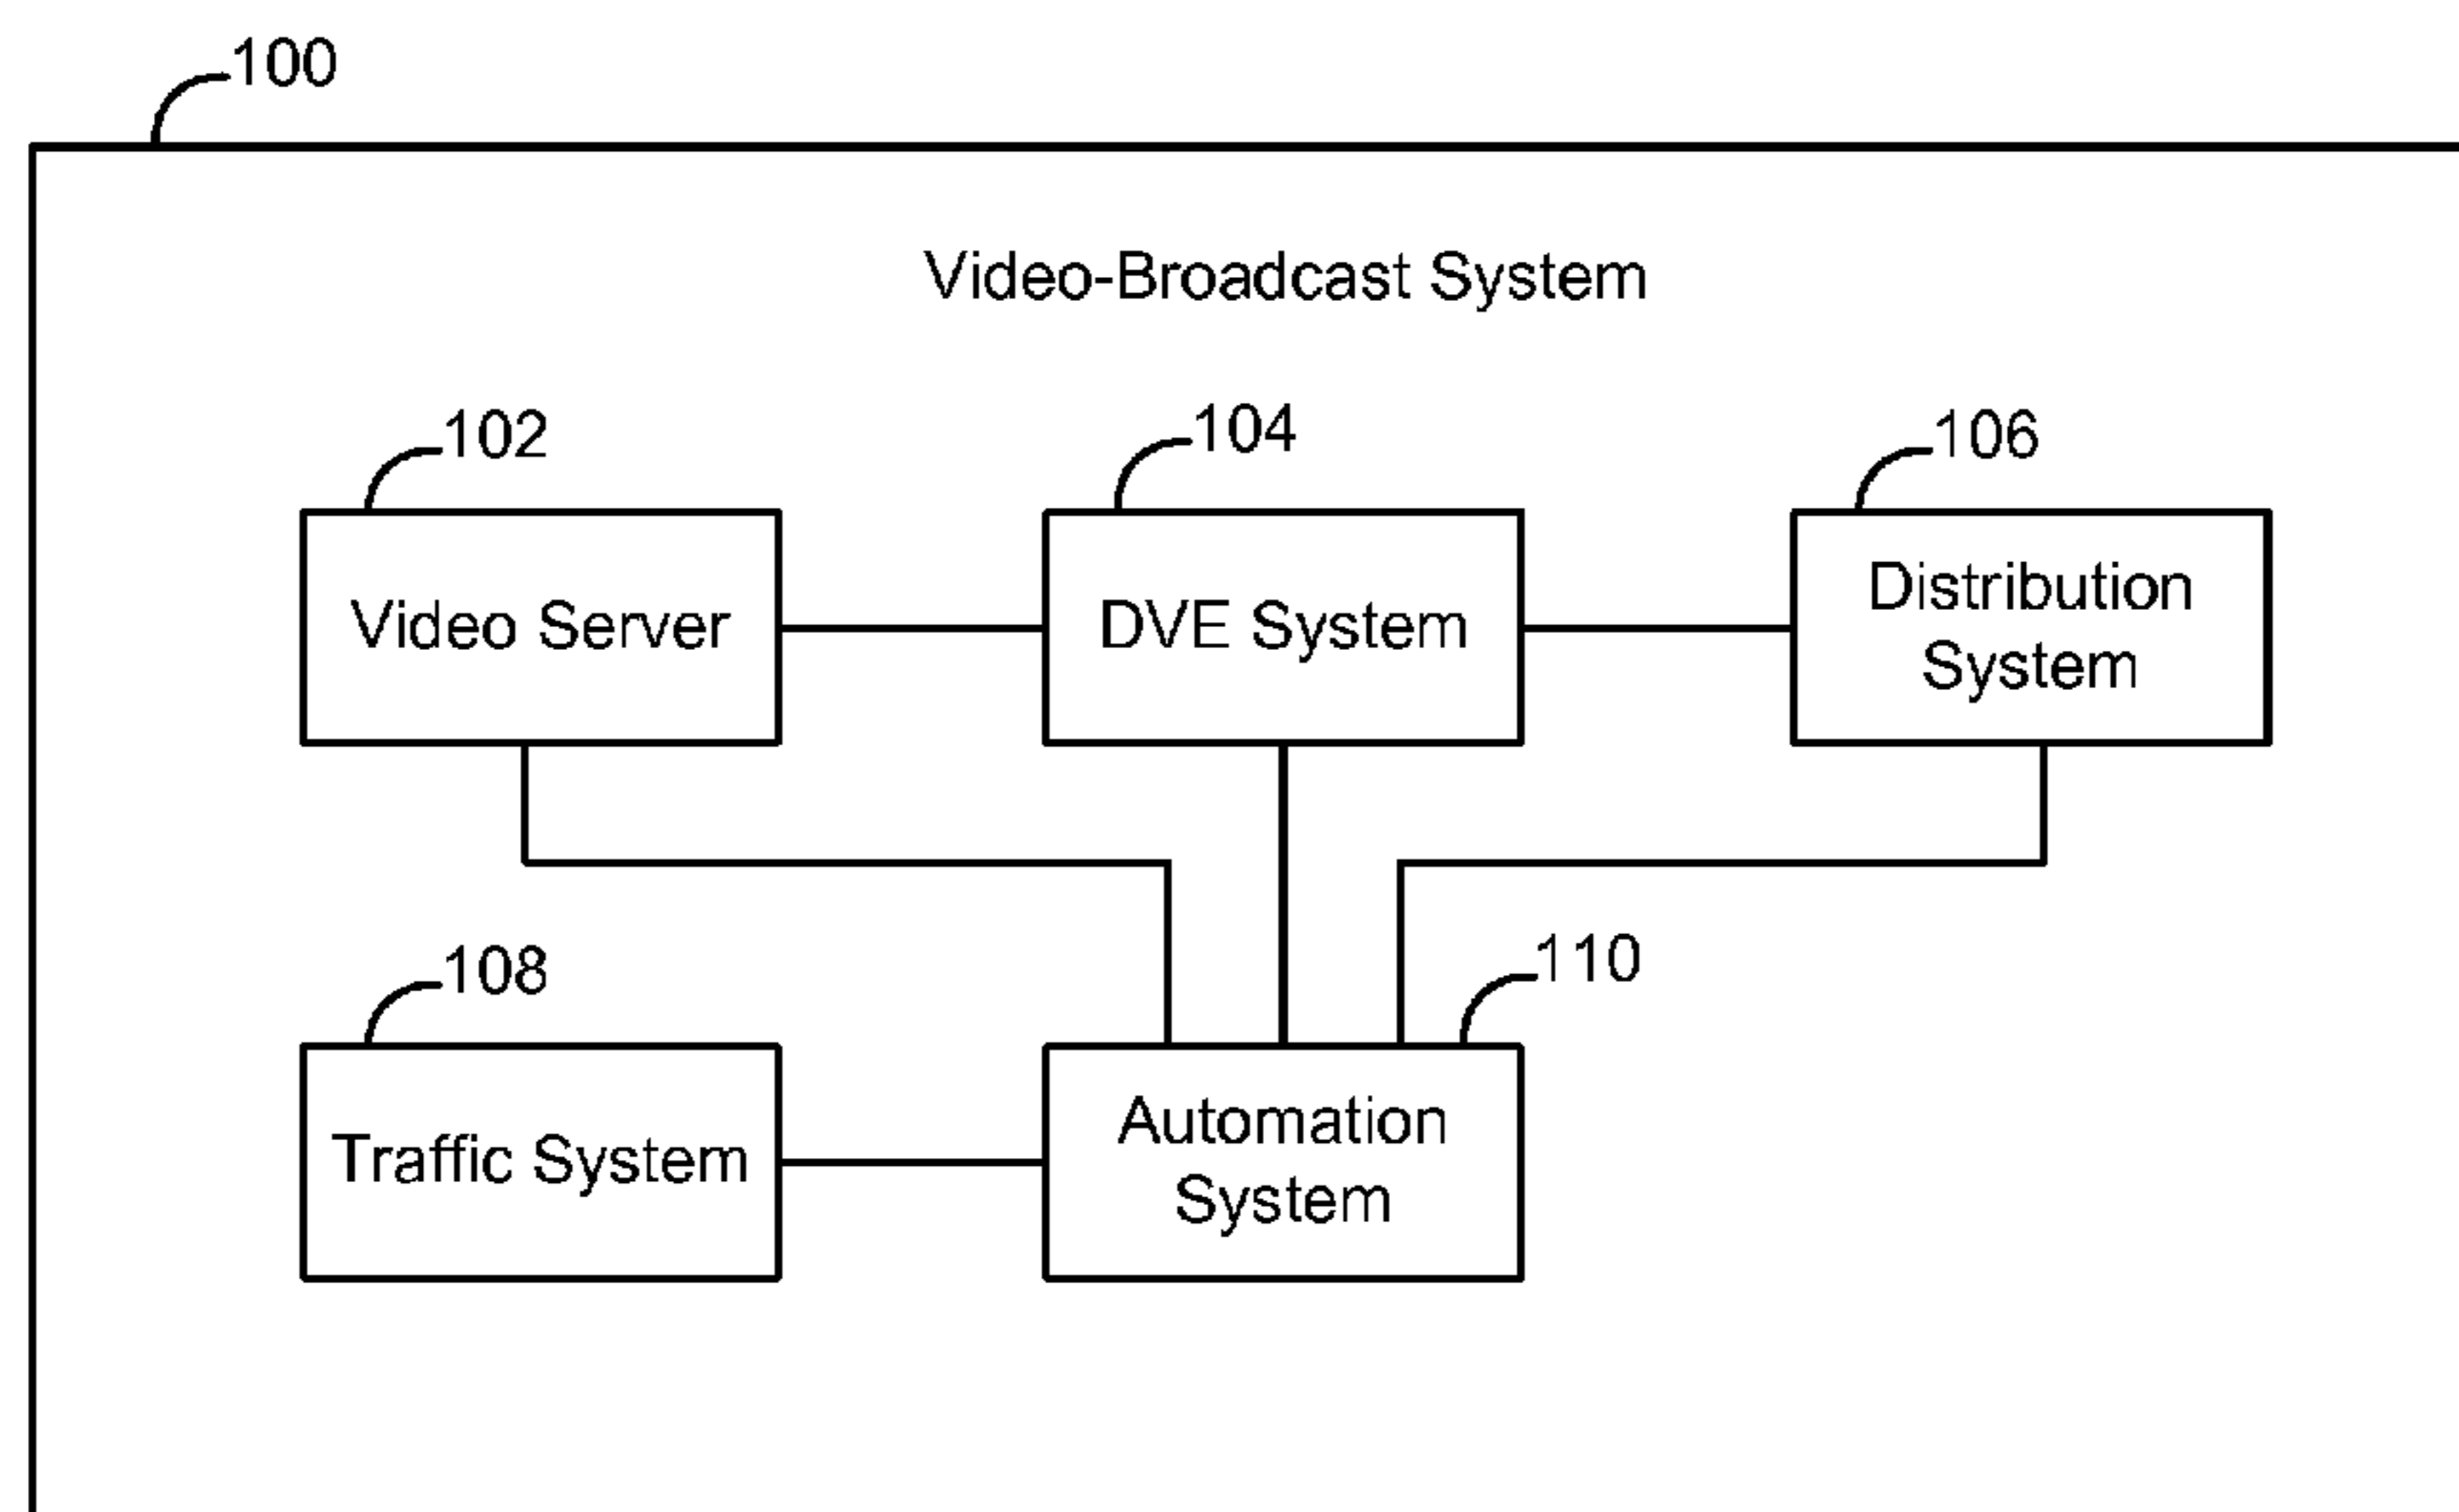 100
Video-Broadcast System
102
104
106
Video Server
DVE System
Distribution
System
108
110
Traffic System
Automation
System